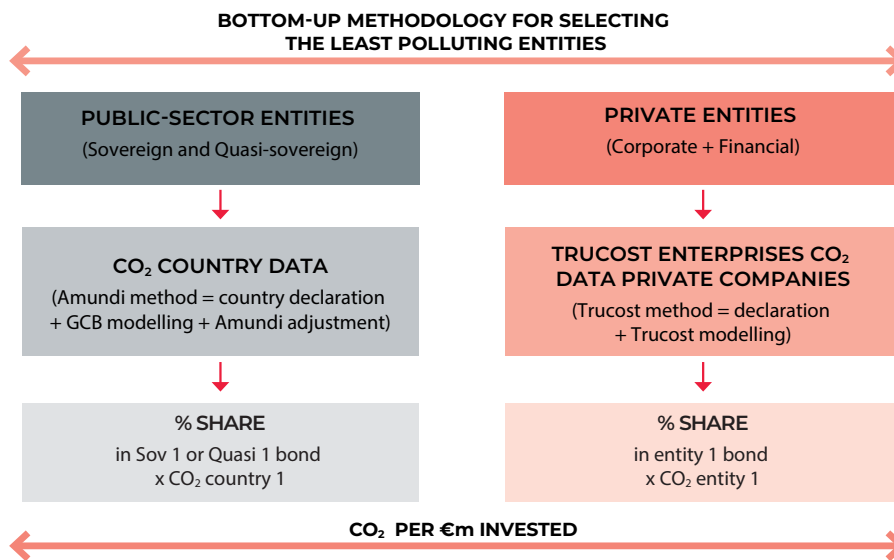 BOTTOM-UP METHODOLOGY FOR SELECTING
THE LEAST POLLUTING ENTITIES
PUBLIC-SECTOR ENTITIES
(Sovereign and Quasi-sovereign)
CO₂ COUNTRY DATA
(Amundi method = country declaration
+ GCB modelling + Amundi adjustment)
% SHARE
in Sov 1 or Quasi 1 bond
x CO₂ country 1
PRIVATE ENTITIES
(Corporate + Financial)
TRUCOST ENTERPRISES CO₂
DATA PRIVATE COMPANIES
(Trucost method = declaration
+ Trucost modelling)
% SHARE
in entity 1 bond
x CO₂ entity 1
CO₂ PER €m INVESTED